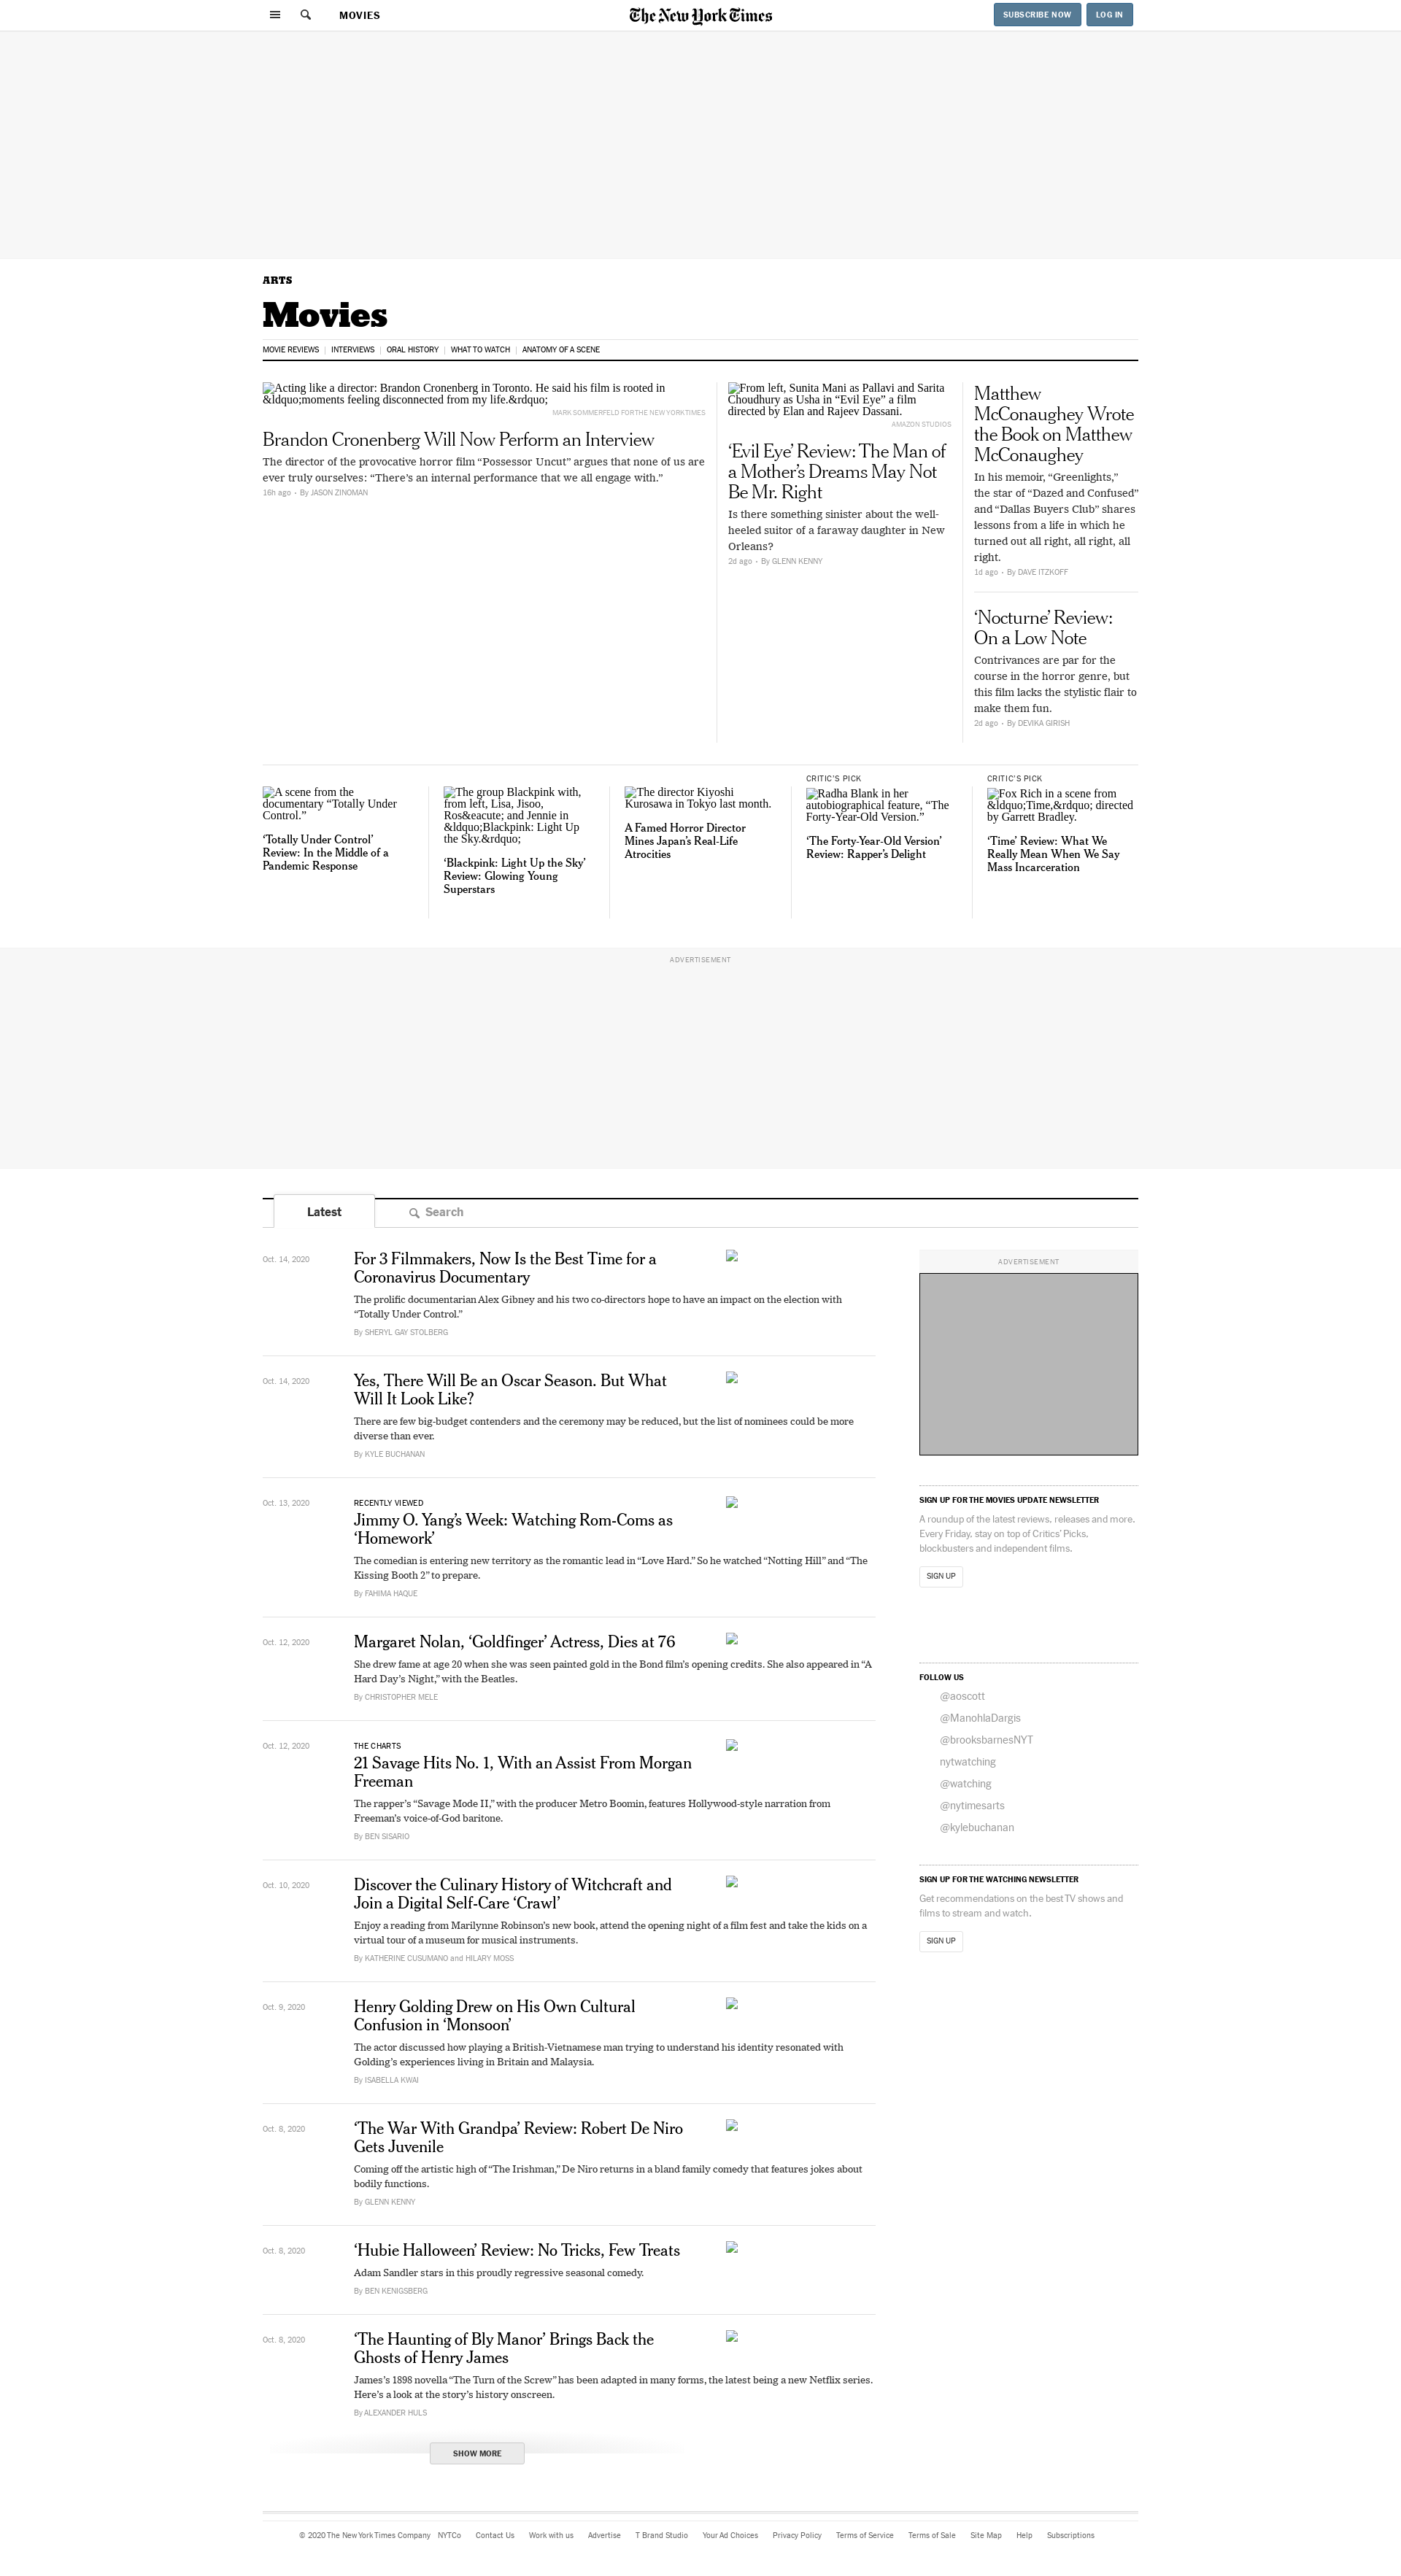 MOVIES
The New York Times
SUBSCRIBE NOW
LOG IN
ARTS
Movies
MOVIE REVIEWS
INTERVIEWS
ORAL HISTORY
WHAT TO WATCH
ANATOMY OF A SCENE
Acting like a director: Brandon Cronenberg in Toronto. He said his film is rooted in
&ldquo;moments feeling disconnected from my life.&rdquo;
MARK SOMMERFELD FOR THE NEW YORK TIMES
Brandon Cronenberg Will Now Perform an Interview
The director of the provocative horror film “Possessor Uncut” argues that none of us are
ever truly ourselves: “There’s an internal performance that we all engage with.”
16h ago • By JASON ZINOMAN
From left, Sunita Mani as Pallavi and Sarita
Choudhury as Usha in “Evil Eye” a film
directed by Elan and Rajeev Dassani.
AMAZON STUDIOS
‘Evil Eye’ Review: The Man of
a Mother’s Dreams May Not
Be Mr. Right
Is there something sinister about the well-
heeled suitor of a faraway daughter in New
Orleans?
2d ago • By GLENN KENNY
Matthew
McConaughey Wrote
the Book on Matthew
McConaughey
In his memoir, “Greenlights,”
the star of “Dazed and Confused”
and “Dallas Buyers Club” shares
lessons from a life in which he
turned out all right, all right, all
right.
1d ago • By DAVE ITZKOFF
‘Nocturne’ Review:
On a Low Note
Contrivances are par for the
course in the horror genre, but
this film lacks the stylistic flair to
make them fun.
2d ago • By DEVIKA GIRISH
A scene from the
documentary “Totally Under
Control.”
‘Totally Under Control’
Review: In the Middle of a
Pandemic Response
The group Blackpink with,
from left, Lisa, Jisoo,
Ros&eacute; and Jennie in
&ldquo;Blackpink: Light Up
the Sky.&rdquo;
‘Blackpink: Light Up the Sky’
Review: Glowing Young
Superstars
The director Kiyoshi
Kurosawa in Tokyo last month.
A Famed Horror Director
Mines Japan’s Real-Life
Atrocities
CRITIC’S PICK
Radha Blank in her
autobiographical feature, “The
Forty-Year-Old Version.”
‘The Forty-Year-Old Version’
Review: Rapper’s Delight
CRITIC’S PICK
Fox Rich in a scene from
&ldquo;Time,&rdquo; directed
by Garrett Bradley.
‘Time’ Review: What We
Really Mean When We Say
Mass Incarceration
ADVERTISEMENT
Latest
Search
Oct. 14, 2020
For 3 Filmmakers, Now Is the Best Time for a
Coronavirus Documentary
The prolific documentarian Alex Gibney and his two co-directors hope to have an impact on the election with
“Totally Under Control.”
By SHERYL GAY STOLBERG
Oct. 14, 2020
Yes, There Will Be an Oscar Season. But What
Will It Look Like?
There are few big-budget contenders and the ceremony may be reduced, but the list of nominees could be more
diverse than ever.
By KYLE BUCHANAN
Oct. 13, 2020
RECENTLY VIEWED
Jimmy O. Yang’s Week: Watching Rom-Coms as
‘Homework’
The comedian is entering new territory as the romantic lead in “Love Hard.” So he watched “Notting Hill” and “The
Kissing Booth 2” to prepare.
By FAHIMA HAQUE
Oct. 12, 2020
Margaret Nolan, ‘Goldfinger’ Actress, Dies at 76
She drew fame at age 20 when she was seen painted gold in the Bond film’s opening credits. She also appeared in “A
Hard Day’s Night,” with the Beatles.
By CHRISTOPHER MELE
Oct. 12, 2020
THE CHARTS
21 Savage Hits No. 1, With an Assist From Morgan
Freeman
The rapper’s “Savage Mode II,” with the producer Metro Boomin, features Hollywood-style narration from
Freeman’s voice-of-God baritone.
By BEN SISARIO
Oct. 10, 2020
Discover the Culinary History of Witchcraft and
Join a Digital Self-Care ‘Crawl’
Enjoy a reading from Marilynne Robinson’s new book, attend the opening night of a film fest and take the kids on a
virtual tour of a museum for musical instruments.
By KATHERINE CUSUMANO and HILARY MOSS
Oct. 9, 2020
Henry Golding Drew on His Own Cultural
Confusion in ‘Monsoon’
The actor discussed how playing a British-Vietnamese man trying to understand his identity resonated with
Golding’s experiences living in Britain and Malaysia.
By ISABELLA KWAI
Oct. 8, 2020
‘The War With Grandpa’ Review: Robert De Niro
Gets Juvenile
Coming off the artistic high of “The Irishman,” De Niro returns in a bland family comedy that features jokes about
bodily functions.
By GLENN KENNY
Oct. 8, 2020
‘Hubie Halloween’ Review: No Tricks, Few Treats
Adam Sandler stars in this proudly regressive seasonal comedy.
By BEN KENIGSBERG
Oct. 8, 2020
‘The Haunting of Bly Manor’ Brings Back the
Ghosts of Henry James
James’s 1898 novella “The Turn of the Screw” has been adapted in many forms, the latest being a new Netflix series.
Here’s a look at the story’s history onscreen.
By ALEXANDER HULS
SHOW MORE
ADVERTISEMENT
SIGN UP FOR THE MOVIES UPDATE NEWSLETTER
A roundup of the latest reviews, releases and more.
Every Friday, stay on top of Critics’ Picks,
blockbusters and independent films.
SIGN UP
FOLLOW US
@aoscott
@ManohlaDargis
@brooksbarnesNYT
nytwatching
@watching
@nytimesarts
@kylebuchanan
SIGN UP FOR THE WATCHING NEWSLETTER
Get recommendations on the best TV shows and
films to stream and watch.
SIGN UP
© 2020 The New York Times Company
NYTCo
Contact Us
Work with us
Advertise
T Brand Studio
Your Ad Choices
Privacy Policy
Terms of Service
Terms of Sale
Site Map
Help
Subscriptions